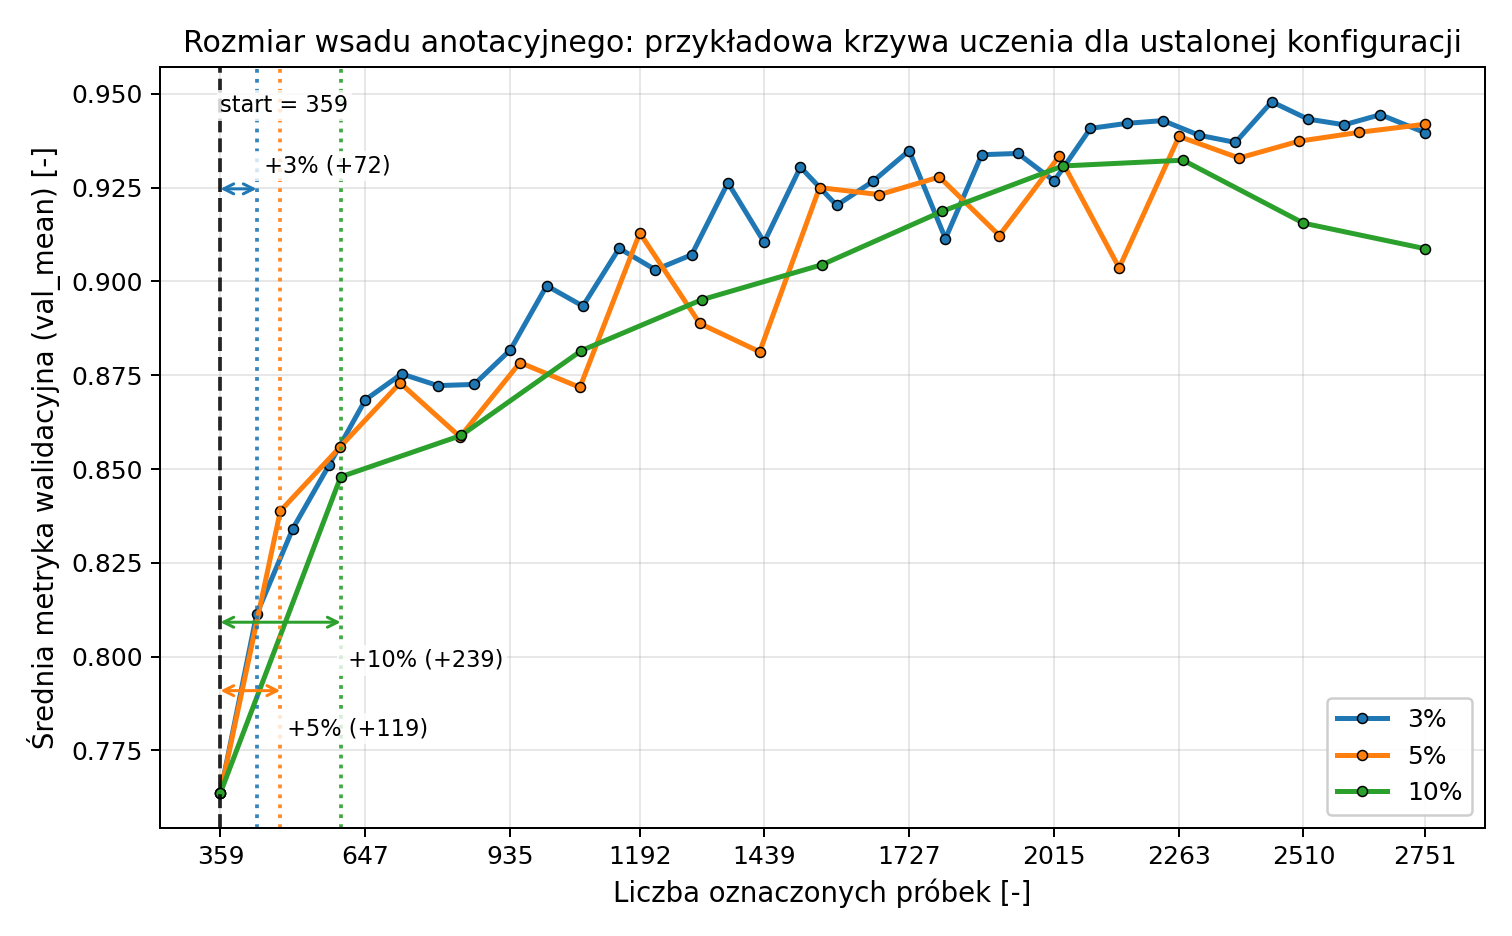 Rozmiar wsadu anotacyjnego: przykładowa krzywa uczenia dla ustalonej konfiguracji
Średnia metryka walidacyjna (val_mean) [-]
0.950
0.925
0.900
0.875
0.850
0.825
0.800
0.775
start = 359
+3% (+72)
+10% (+239)
+5% (+119)
3%
5%
10%
359 647 935 1192 1439 1727 2015 2263 2510 2751
Liczba oznaczonych próbek [-]